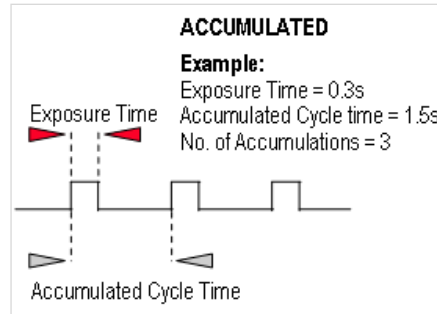 ACCUMULATED
Example:
Exposure Time = 0.3s
Accumulated Cycle time = 1.5s
No. of Accumulations = 3
Exposure Time
Accumulated Cycle Time